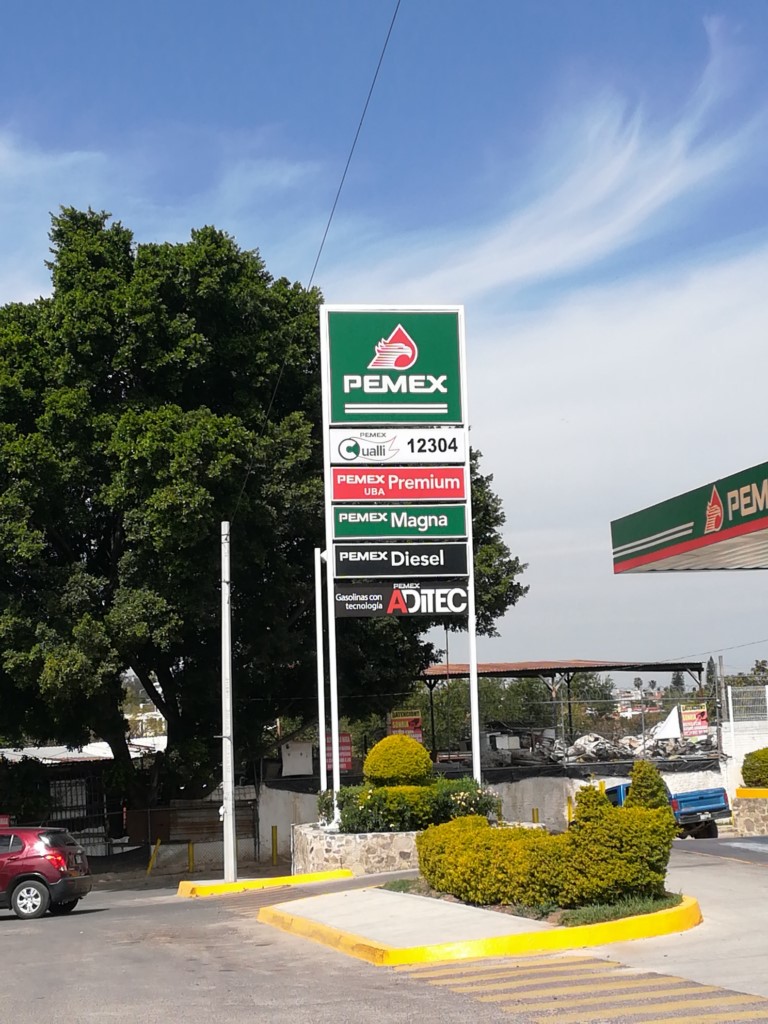 PEMEX
PEMEX
Cualli 12304
PEMEX Premium
UBA
PEMEX Magna
PEMEX Diesel
PEMEX
Gasolinas con
tecnología
ADITEC
PEM